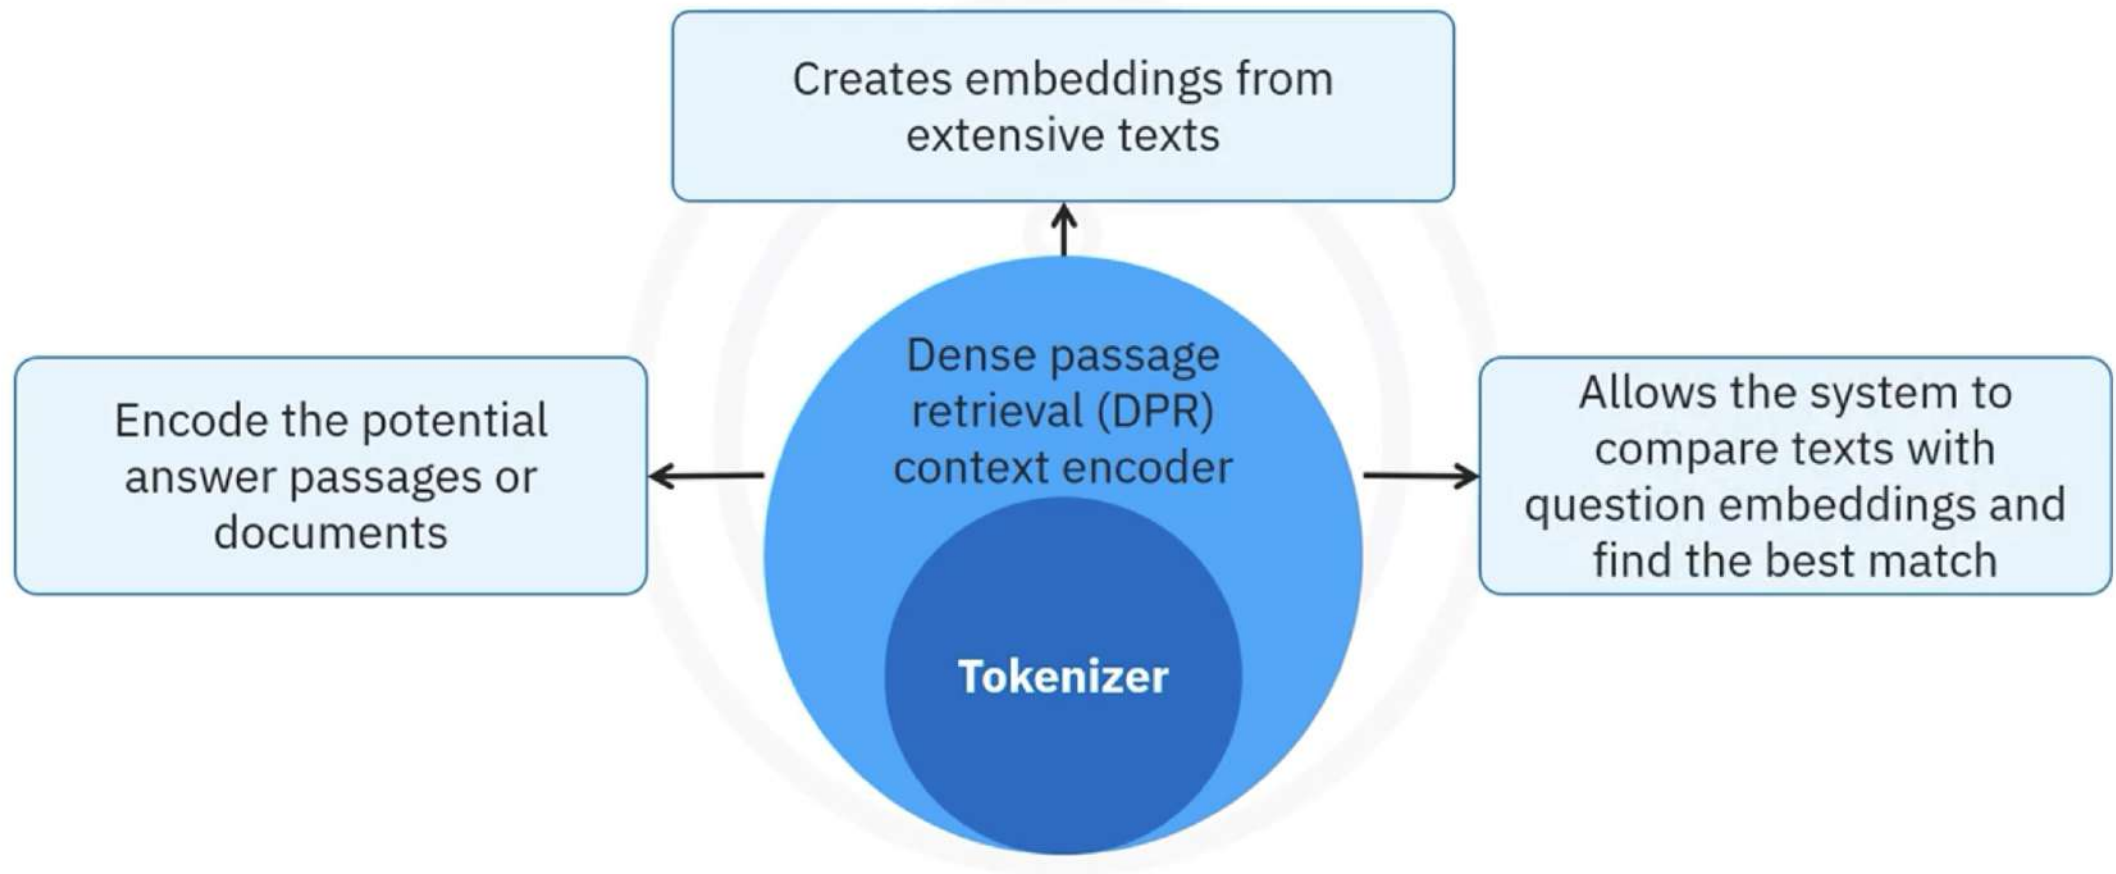 Creates embeddings from
extensive texts
Dense passage
retrieval (DPR)
context encoder
Encode the potential
answer passages or
documents
Allows the system to
compare texts with
question embeddings and
find the best match
Tokenizer